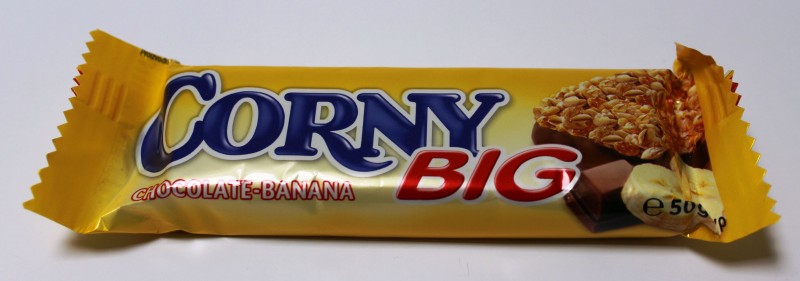 CORNY
BIG
CHOCOLATE-BANANA
℮ 50g